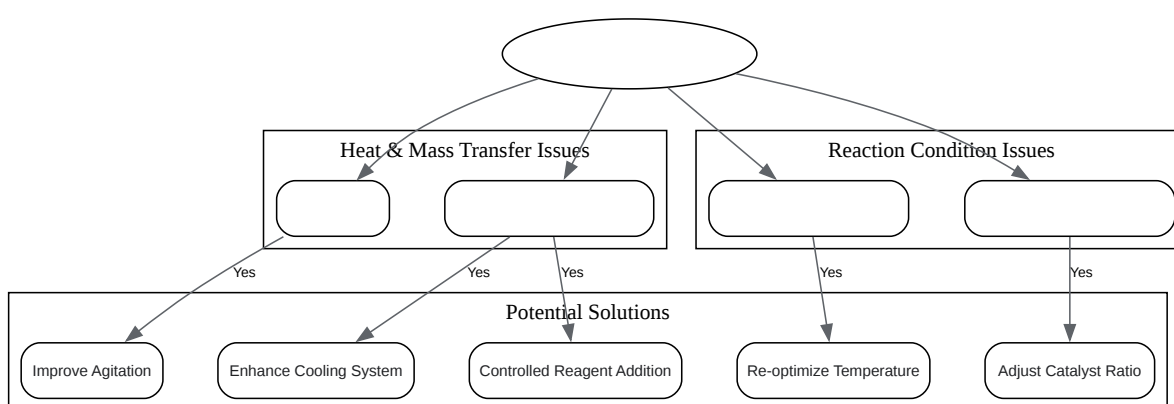 Heat & Mass Transfer Issues
Reaction Condition Issues
Yes
Yes
Yes
Yes
Yes
Potential Solutions
Improve Agitation
Enhance Cooling System
Controlled Reagent Addition
Re-optimize Temperature
Adjust Catalyst Ratio